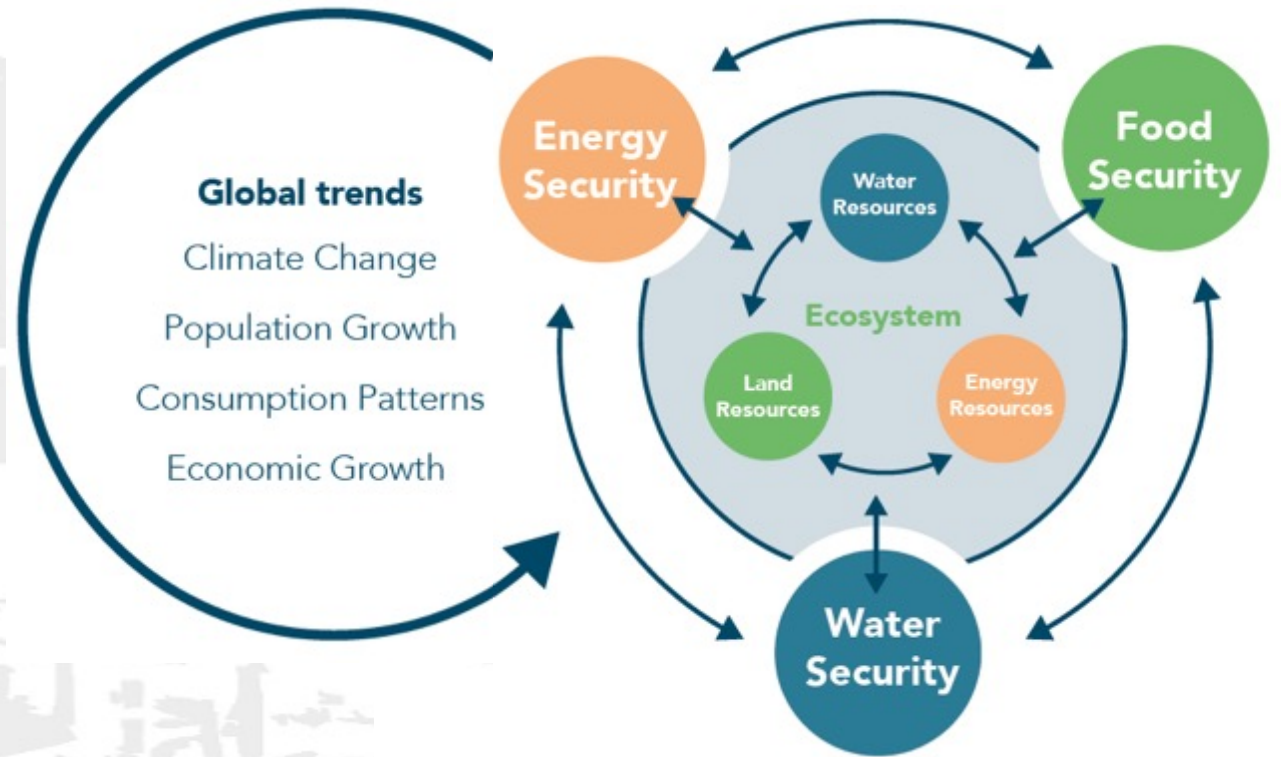 Global trends
Climate Change
Population Growth
Consumption Patterns
Economic Growth
Energy
Security
Food
Security
Water
Resources
Ecosystem
Land
Resources
Energy
Resources
Water
Security